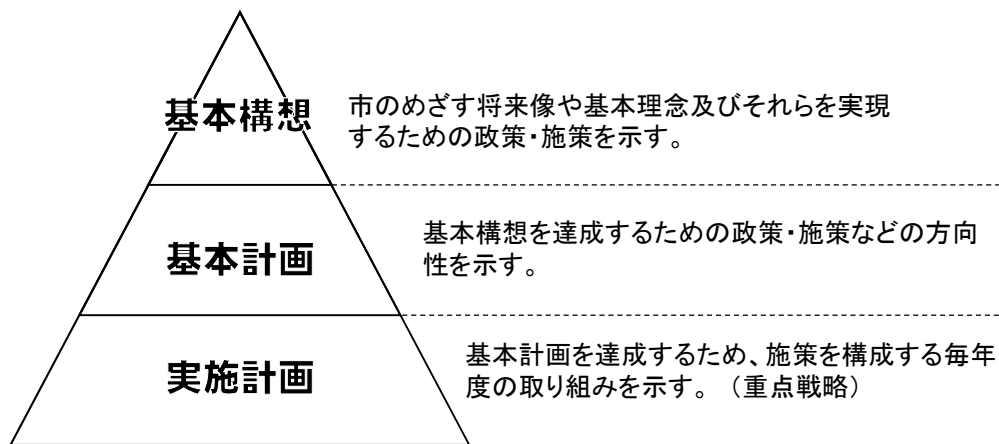 基本構想
市のめざす将来像や基本理念及びそれらを実現
するための政策・施策を示す。
基本計画
基本構想を達成するための政策・施策などの方向
性を示す。
実施計画
基本計画を達成するため、施策を構成する毎年
度の取り組みを示す。（重点戦略）